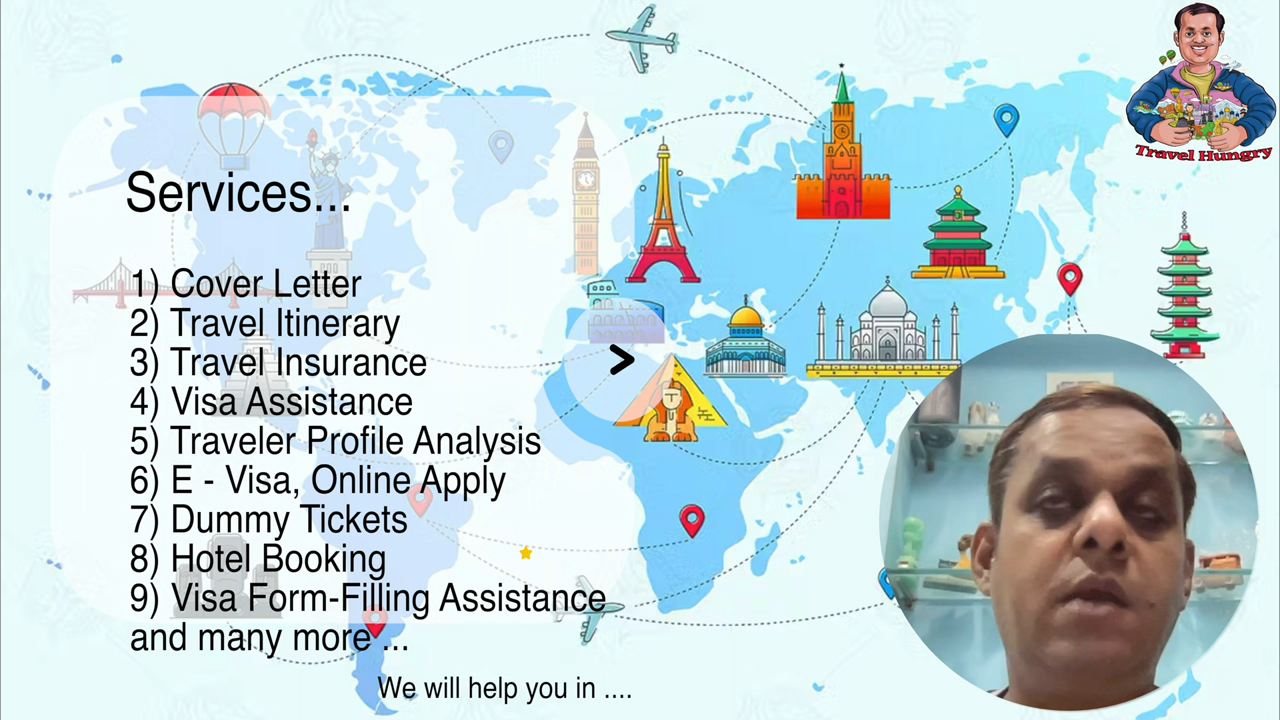 Travel Hungry
Services...
1) Cover Letter
2) Travel Itinerary
3) Travel Insurance
4) Visa Assistance
5) Traveler Profile Analysis
6) E - Visa, Online Apply
7) Dummy Tickets
8) Hotel Booking
9) Visa Form-Filling Assistance
and many more ...
We will help you in ....